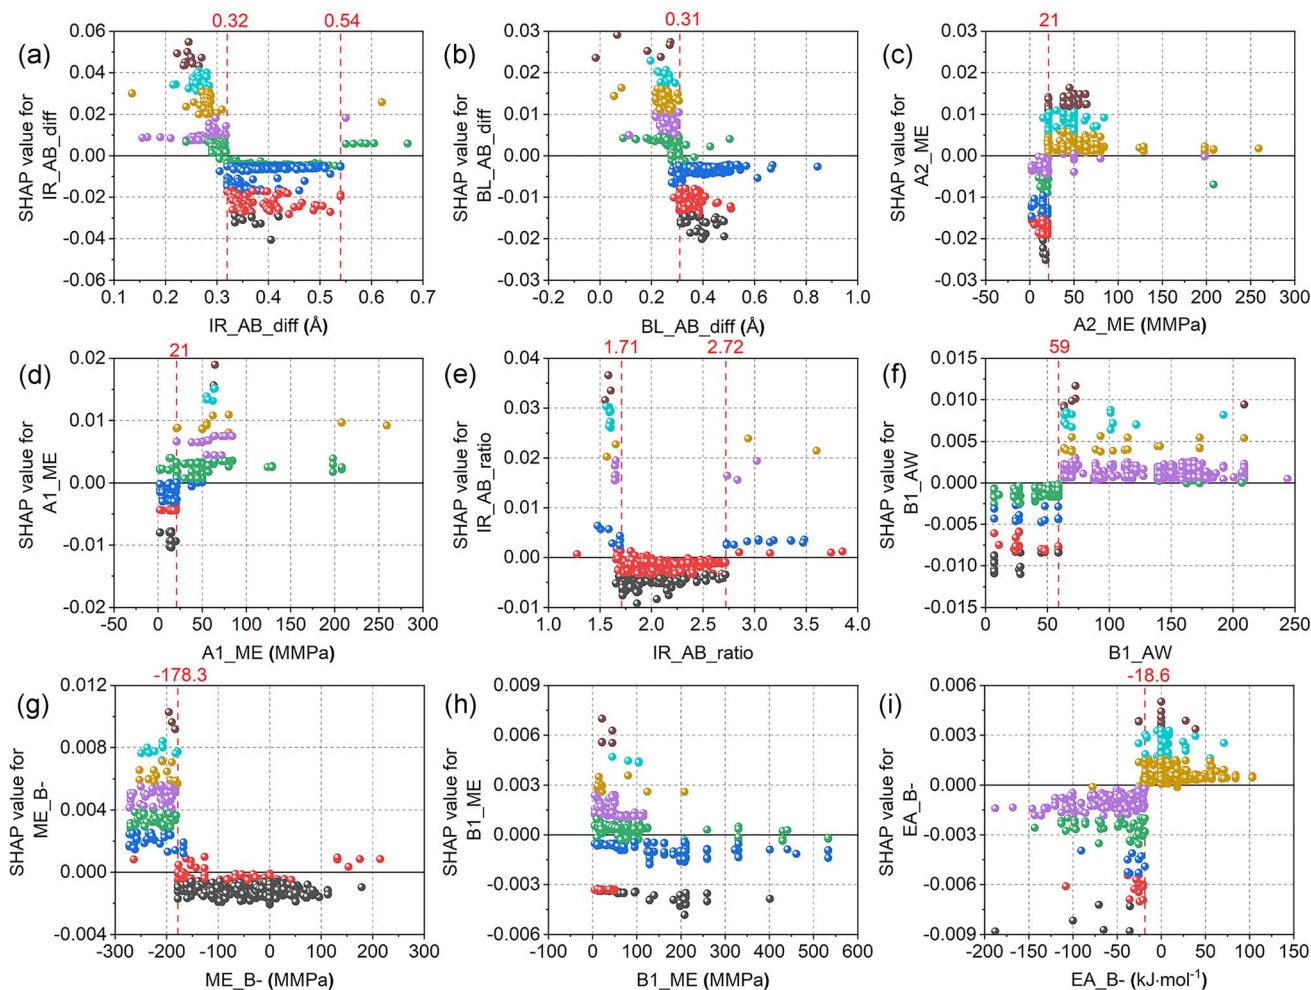 0.32 0.54
(a)
SHAP value for
IR_AB_diff
0.06
0.04
0.02
0.00
-0.02
-0.04
-0.06
0.1 0.2 0.3 0.4 0.5 0.6 0.7
IR_AB_diff (Å)
0.31
(b)
SHAP value for
BL_AB_diff
0.03
0.02
0.01
0.00
-0.01
-0.02
-0.03
-0.2 0.0 0.2 0.4 0.6 0.8 1.0
BL_AB_diff (Å)
21
(c)
SHAP value for
A2_ME
0.03
0.02
0.01
0.00
-0.01
-0.02
-0.03
-50 0 50 100 150 200 250 300
A2_ME (MMPa)
21
(d)
SHAP value for
A1_ME
0.02
0.01
0.00
-0.01
-0.02
-50 0 50 100 150 200 250 300
A1_ME (MMPa)
1.71 2.72
(e)
SHAP value for
IR_AB_ratio
0.04
0.03
0.02
0.01
0.00
-0.01
1.0 1.5 2.0 2.5 3.0 3.5 4.0
IR_AB_ratio
59
(f)
SHAP value for
B1_AW
0.015
0.010
0.005
0.000
-0.005
-0.010
-0.015
0 50 100 150 200 250
B1_AW
-178.3
(g)
SHAP value for
ME_B-
0.012
0.008
0.004
0.000
-0.004
-300 -200 -100 0 100 200 300
ME_B- (MMPa)
(h)
SHAP value for
B1_ME
0.009
0.006
0.003
0.000
-0.003
-0.006
-100 0 100 200 300 400 500 600
B1_ME (MMPa)
-18.6
(i)
SHAP value for
EA_B-
0.006
0.003
0.000
-0.003
-0.006
-0.009
-200 -150 -100 -50 0 50 100 150
EA_B- (kJ·mol⁻¹)